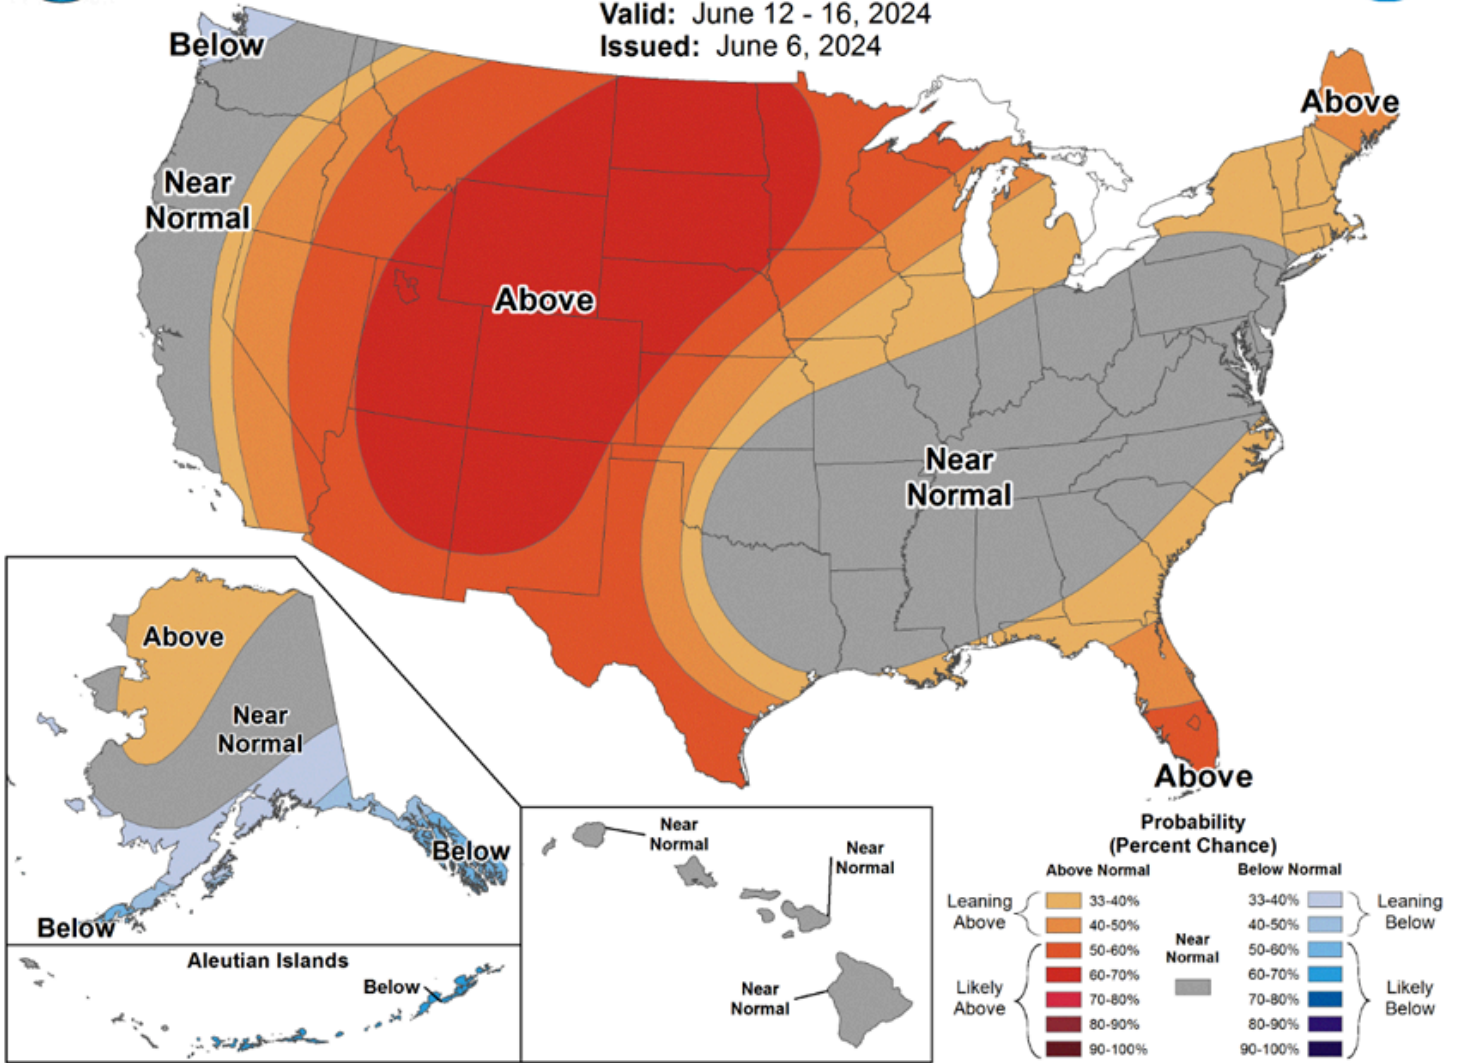 Valid: June 12 - 16, 2024
Issued: June 6, 2024
Below
Above
Near
Normal
Above
Near
Normal
Above
Above
Near
Normal
Below
Below
Aleutian Islands
Below
Near
Normal
Near
Normal
Near
Normal
Probability
(Percent Chance)
Above Normal
Below Normal
Leaning
Above
33-40%
40-50%
Likely
Above
50-60%
60-70%
70-80%
80-90%
90-100%
Near
Normal
33-40%
40-50%
Leaning
Below
50-60%
60-70%
70-80%
80-90%
90-100%
Likely
Below